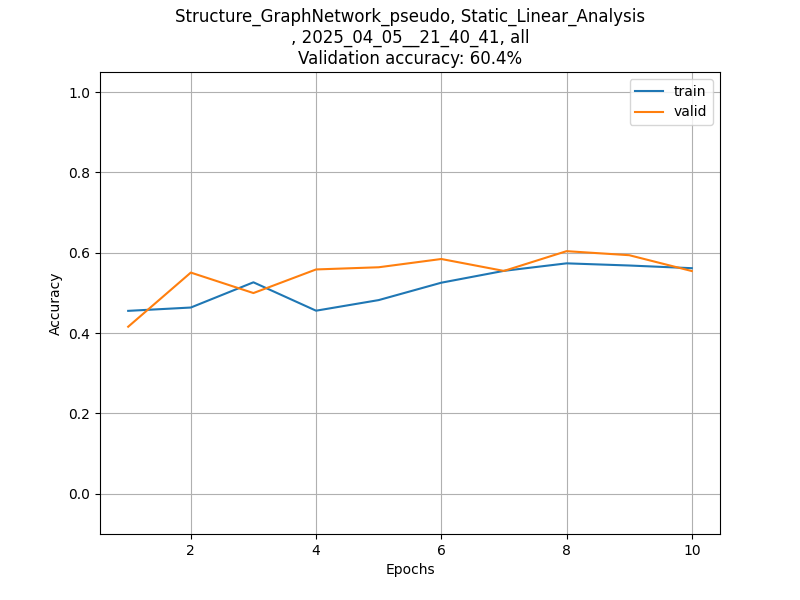 Structure_GraphNetwork_pseudo, Static_Linear_Analysis
, 2025_04_05__21_40_41, all
Validation accuracy: 60.4%
train
valid
1.0
0.8
0.6
0.4
0.2
0.0
Accuracy
2 4 6 8 10
Epochs